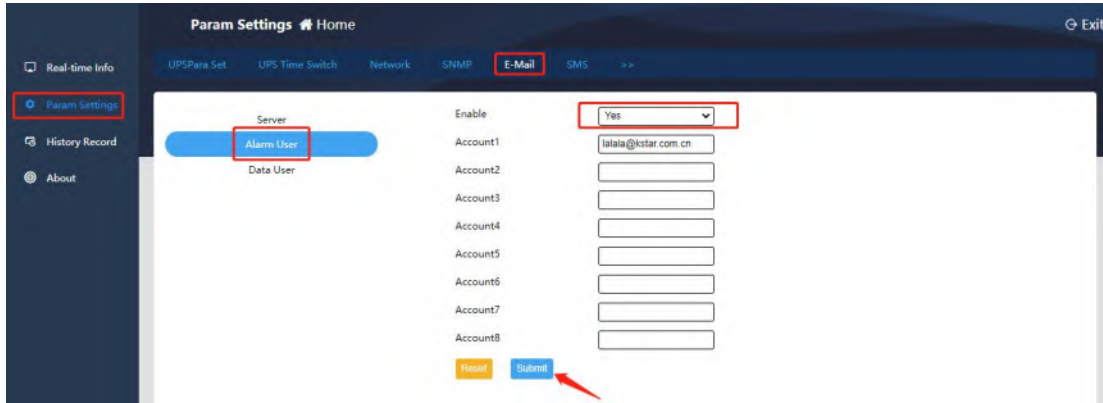 Param Settings Home
Exit
Real-time Info
Param Settings
History Record
About
UPSPara Set UPS Time Switch Network SNMP E-Mail SMS >>
Server
Alarm User
Data User
Enable Yes
Account1 lalala@kstar.com.cn
Account2
Account3
Account4
Account5
Account6
Account7
Account8
Reset Submit